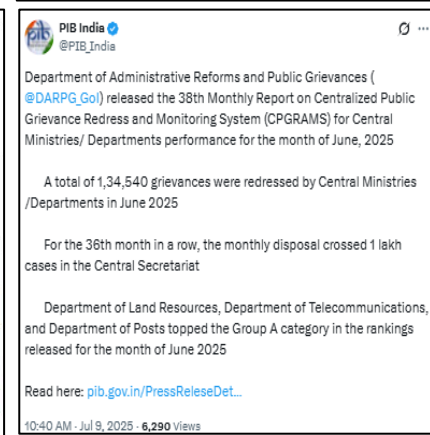 PIB India
@PIB_India
Department of Administrative Reforms and Public Grievances (
@DARPG_GoI) released the 38th Monthly Report on Centralized Public
Grievance Redress and Monitoring System (CPGRAMS) for Central
Ministries/ Departments performance for the month of June, 2025
A total of 1,34,540 grievances were redressed by Central Ministries
/Departments in June 2025
For the 36th month in a row, the monthly disposal crossed 1 lakh
cases in the Central Secretariat
Department of Land Resources, Department of Telecommunications,
and Department of Posts topped the Group A category in the rankings
released for the month of June 2025
Read here: pib.gov.in/PressReleseDet...
10:40 AM · Jul 9, 2025 · 6,290 Views